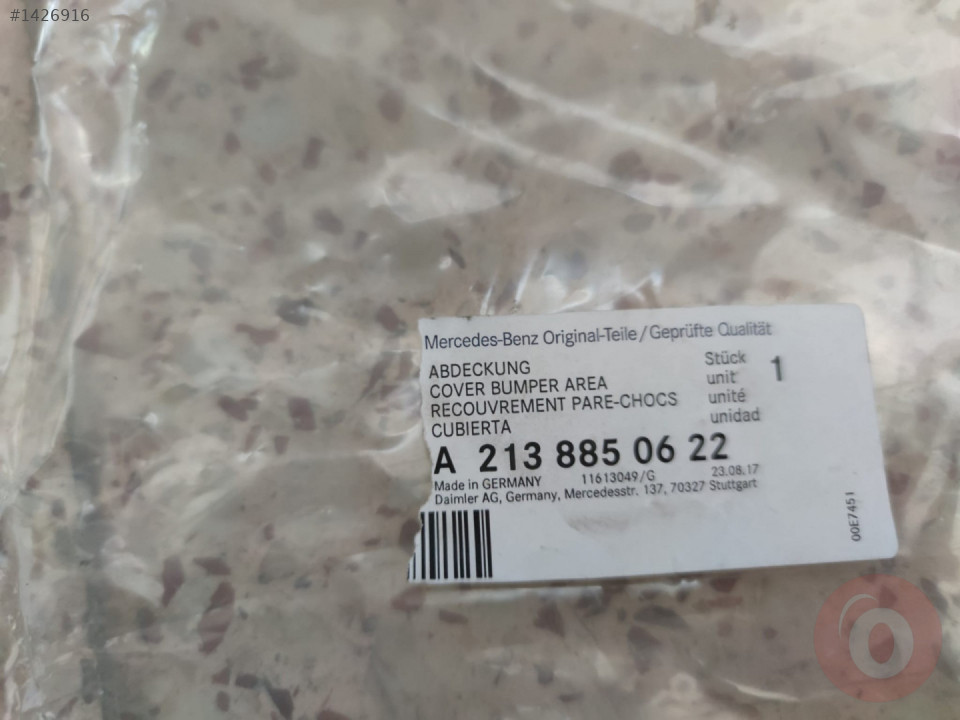 #1426916
Mercedes-Benz Original-Teile/Geprüfte Qualität
ABDECKUNG
COVER BUMPER AREA
RECOUVREMENT PARE-CHOCS
CUBIERTA
Stück
unit
unité
unidad
1
A 213 885 06 22
Made in GERMANY 11613049/G 23.08.17
Daimler AG, Germany, Mercedesstr. 137, 70327 Stuttgart
00E7451